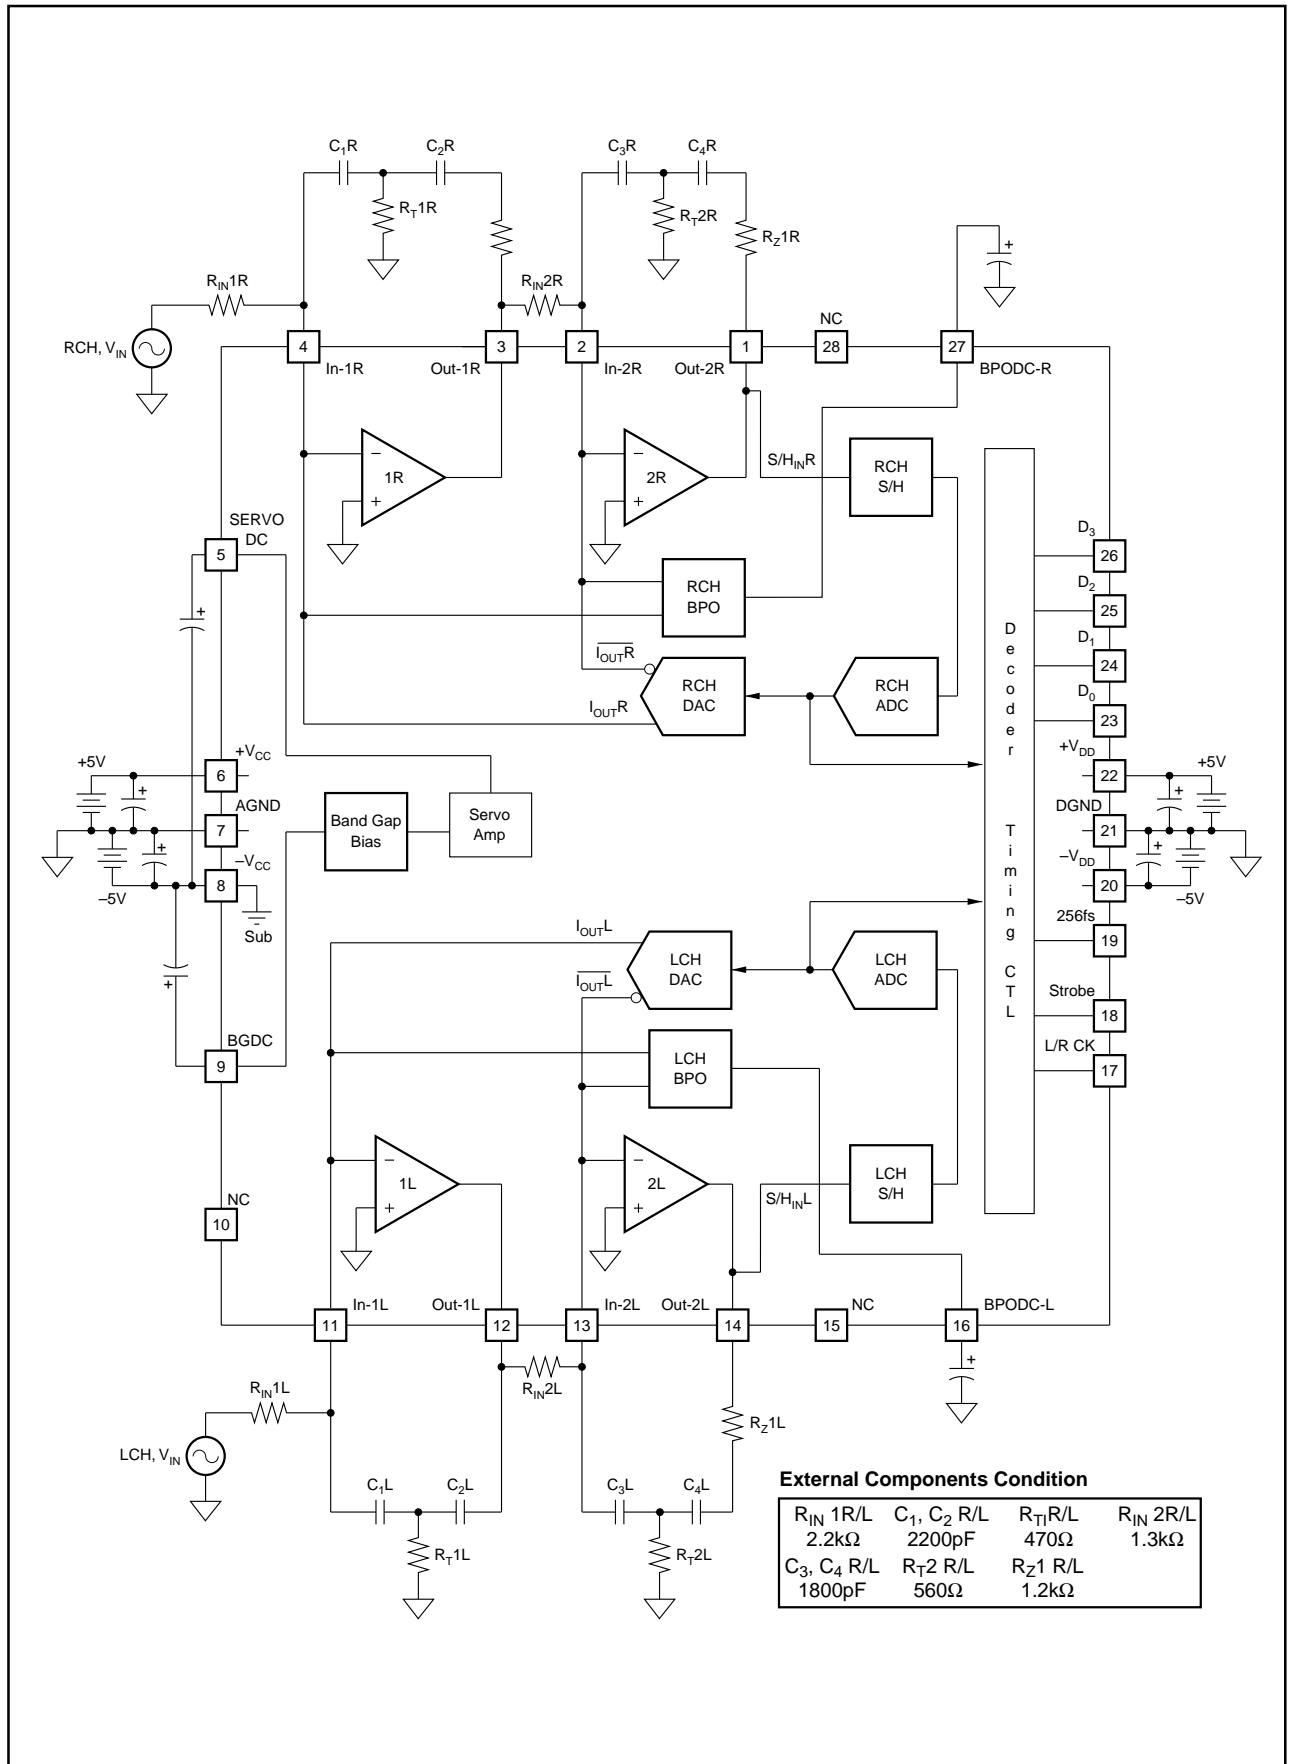 C1R C2R C3R C4R
RT1R RT2R RZ1R
+
RIN1R RIN2R
RCH, VIN
NC
4 3 2 1 28 27
In-1R Out-1R In-2R Out-2R BPODC-R
−
1R
+
−
2R
+
S/HINR
RCH
S/H
SERVO
DC
5
+
RCH
BPO
IOUTR
RCH
DAC
RCH
ADC
IOUTR
Decoder
Timing
CTL
D3
26
D2
25
D1
24
D0
23
+VCC
+5V
6
+
AGND
7
+
–VCC
8
–5V
Sub
+
Band Gap
Bias
Servo
Amp
+VDD
22
+5V
+
DGND
21
+
–VDD
20
–5V
256fs
19
Strobe
18
L/R CK
17
IOUTL
LCH
DAC
LCH
ADC
IOUTL
BGDC
9
LCH
BPO
−
1L
+
−
2L
+
S/HINL
LCH
S/H
NC
10
In-1L Out-1L In-2L Out-2L NC BPODC-L
11 12 13 14 15 16
+
RIN1L RIN2L
RZ1L
LCH, VIN
C1L C2L C3L C4L
RT1L RT2L
External Components Condition
RIN 1R/L C1, C2 R/L RTIR/L RIN 2R/L
2.2kΩ 2200pF 470Ω 1.3kΩ
C3, C4 R/L RT2 R/L RZ1 R/L
1800pF 560Ω 1.2kΩ